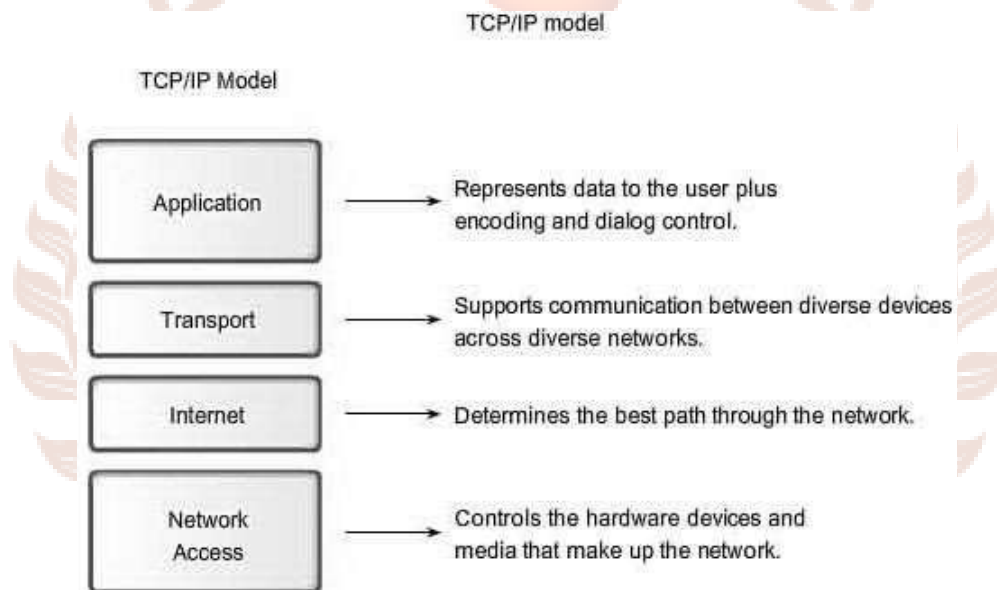 TCP/IP model
TCP/IP Model
Application
Represents data to the user plus
encoding and dialog control.
Transport
Supports communication between diverse devices
across diverse networks.
Internet
Determines the best path through the network.
Network
Access
Controls the hardware devices and
media that make up the network.